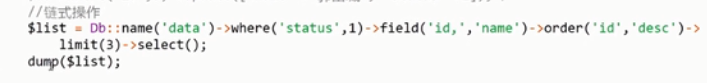 //链式操作
$list = Db::name('data')->where('status',1)->field('id,','name')->order('id','desc')->
limit(3)->select();
dump($list);